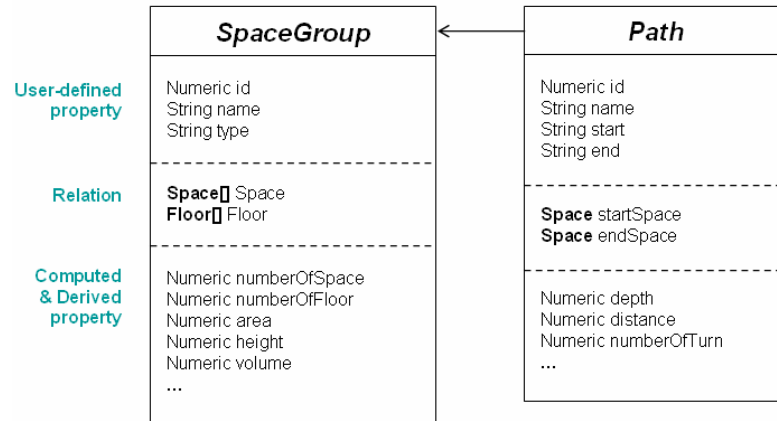 SpaceGroup
Path
User-defined
property
Numeric id
String name
String type
Numeric id
String name
String start
String end
Relation
Space[] Space
Floor[] Floor
Space startSpace
Space endSpace
Computed
& Derived
property
Numeric numberOfSpace
Numeric numberOfFloor
Numeric area
Numeric height
Numeric volume
...
Numeric depth
Numeric distance
Numeric numberOfTurn
...